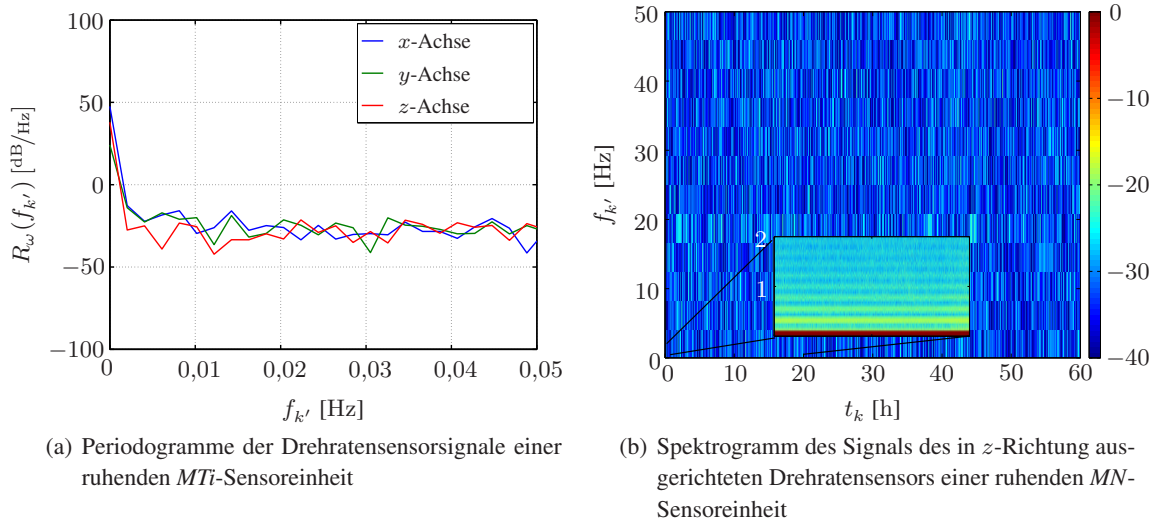 100
50
0
−50
−100
R_ω(f_k′) [dB/Hz]
x-Achse
y-Achse
z-Achse
0
0,01
0,02
0,03
0,04
0,05
f_k′ [Hz]
(a) Periodogramme der Drehratensensorsignale einer
ruhenden MTi-Sensoreinheit
50
40
30
20
10
0
f_k′ [Hz]
2
1
0
10
20
30
40
50
60
t_k [h]
0
−10
−20
−30
−40
(b) Spektrogramm des Signals des in z-Richtung aus-
gerichteten Drehratensensors einer ruhenden MN-
Sensoreinheit